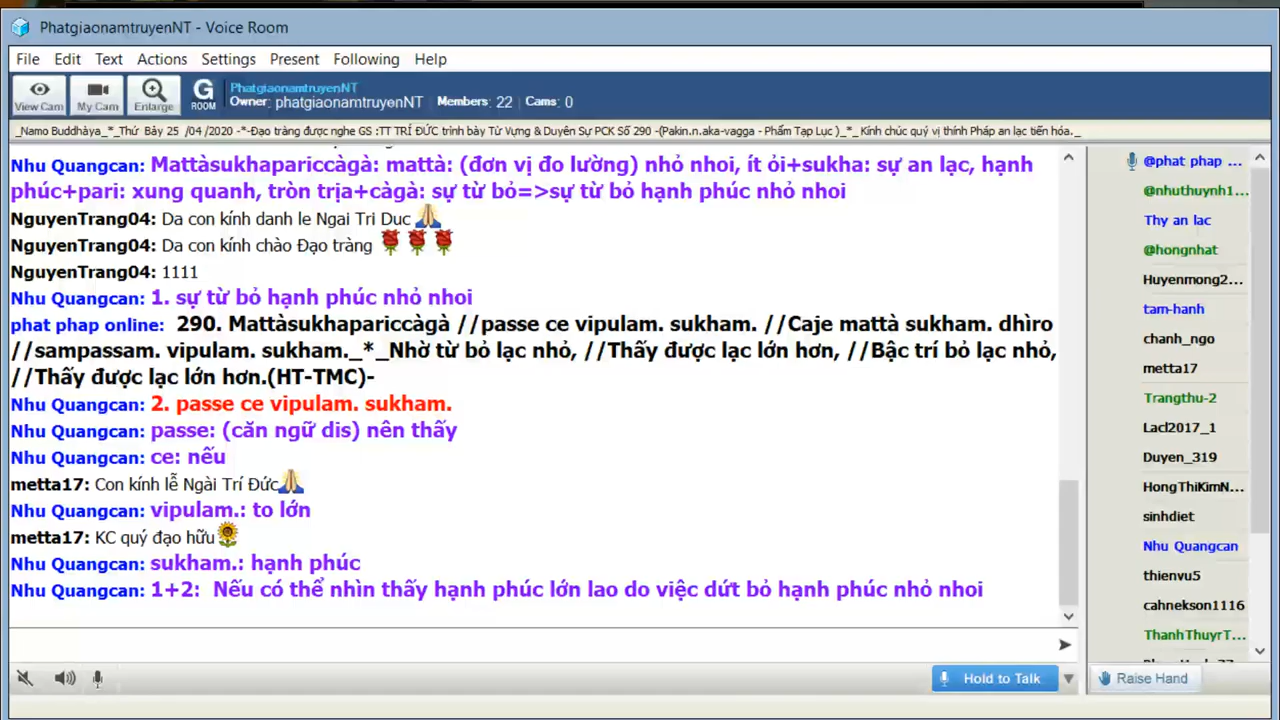 PhatgiaonamtruyenNT - Voice Room
File Edit Text Actions Settings Present Following Help
View Cam My Cam Enlarge G ROOM
PhatgiaonamtruyenNT
Owner: phatgiaonamtruyenNT Members: 22 Cams: 0
_Namo Buddhàya_*_Thứ Bảy 25 /04 /2020 -*-Đạo tràng được nghe GS :TT TRÍ ĐỨC trình bày Từ Vựng & Duyên Sự PCK Số 290 -(Pakin.n.aka-vagga - Phẩm Tạp Lục )_*_ Kính chúc quý vị thính Pháp an lạc tiến hóa._
Nhu Quangcan: Mattàsukhapariccàgà: mattà: (đơn vị đo lường) nhỏ nhoi, ít ỏi+sukha: sự an lạc, hạnh
phúc+pari: xung quanh, tròn trịa+càgà: sự từ bỏ=>sự từ bỏ hạnh phúc nhỏ nhoi
NguyenTrang04: Da con kính danh le Ngai Tri Duc
NguyenTrang04: Da con kính chào Đạo tràng
NguyenTrang04: 1111
Nhu Quangcan: 1. sự từ bỏ hạnh phúc nhỏ nhoi
phat phap online: 290. Mattàsukhapariccàgà //passe ce vipulam. sukham. //Caje mattà sukham. dhìro
//sampassam. vipulam. sukham._*_Nhờ từ bỏ lạc nhỏ, //Thấy được lạc lớn hơn, //Bậc trí bỏ lạc nhỏ,
//Thấy được lạc lớn hơn.(HT-TMC)-
Nhu Quangcan: 2. passe ce vipulam. sukham.
Nhu Quangcan: passe: (căn ngữ dis) nên thấy
Nhu Quangcan: ce: nếu
metta17: Con kính lễ Ngài Trí Đức
Nhu Quangcan: vipulam.: to lớn
metta17: KC quý đạo hữu
Nhu Quangcan: sukham.: hạnh phúc
Nhu Quangcan: 1+2: Nếu có thể nhìn thấy hạnh phúc lớn lao do việc dứt bỏ hạnh phúc nhỏ nhoi
@phat phap ...
@nhuthuynh1...
Thy an lac
@hongnhat
Huyenmong2...
tam-hanh
chanh_ngo
metta17
Trangthu-2
Lacl2017_1
Duyen_319
HongThiKimN...
sinhdiet
Nhu Quangcan
thienvu5
cahnekson1116
ThanhThuyrT...
Hold to Talk
Raise Hand